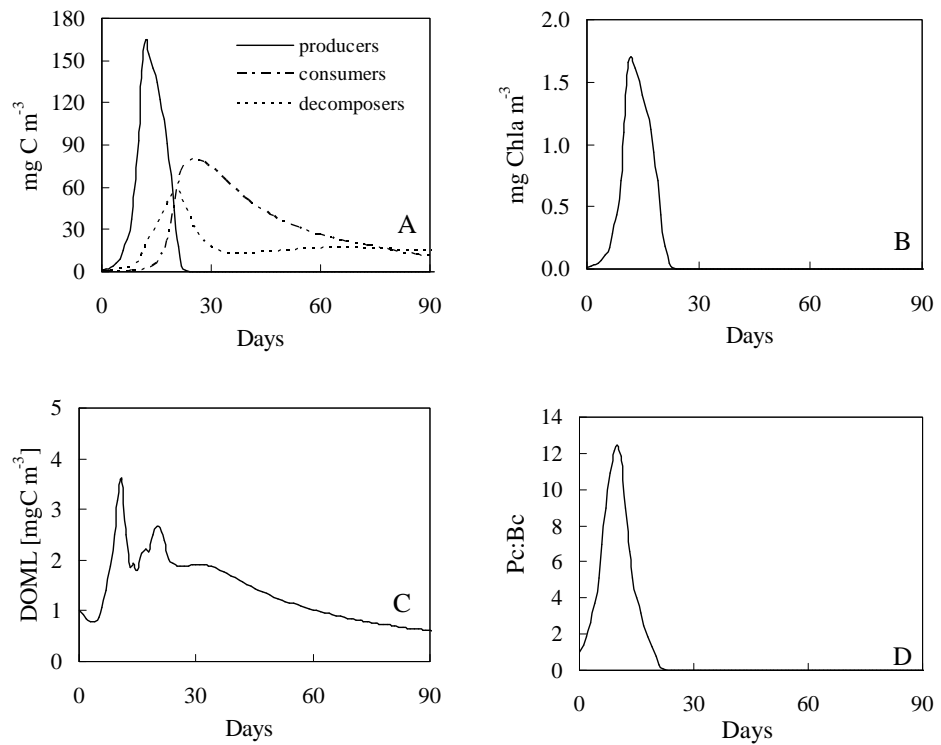 mg C m⁻³
180
150
120
90
60
30
0
producers
consumers
decomposers
A
0 30 60 90
Days
mg Chla m⁻³
2.0
1.5
1.0
0.5
0.0
B
0 30 60 90
Days
DOML [mgC m⁻³]
5
4
3
2
1
0
C
0 30 60 90
Days
Pc:Bc
14
12
10
8
6
4
2
0
D
0 30 60 90
Days